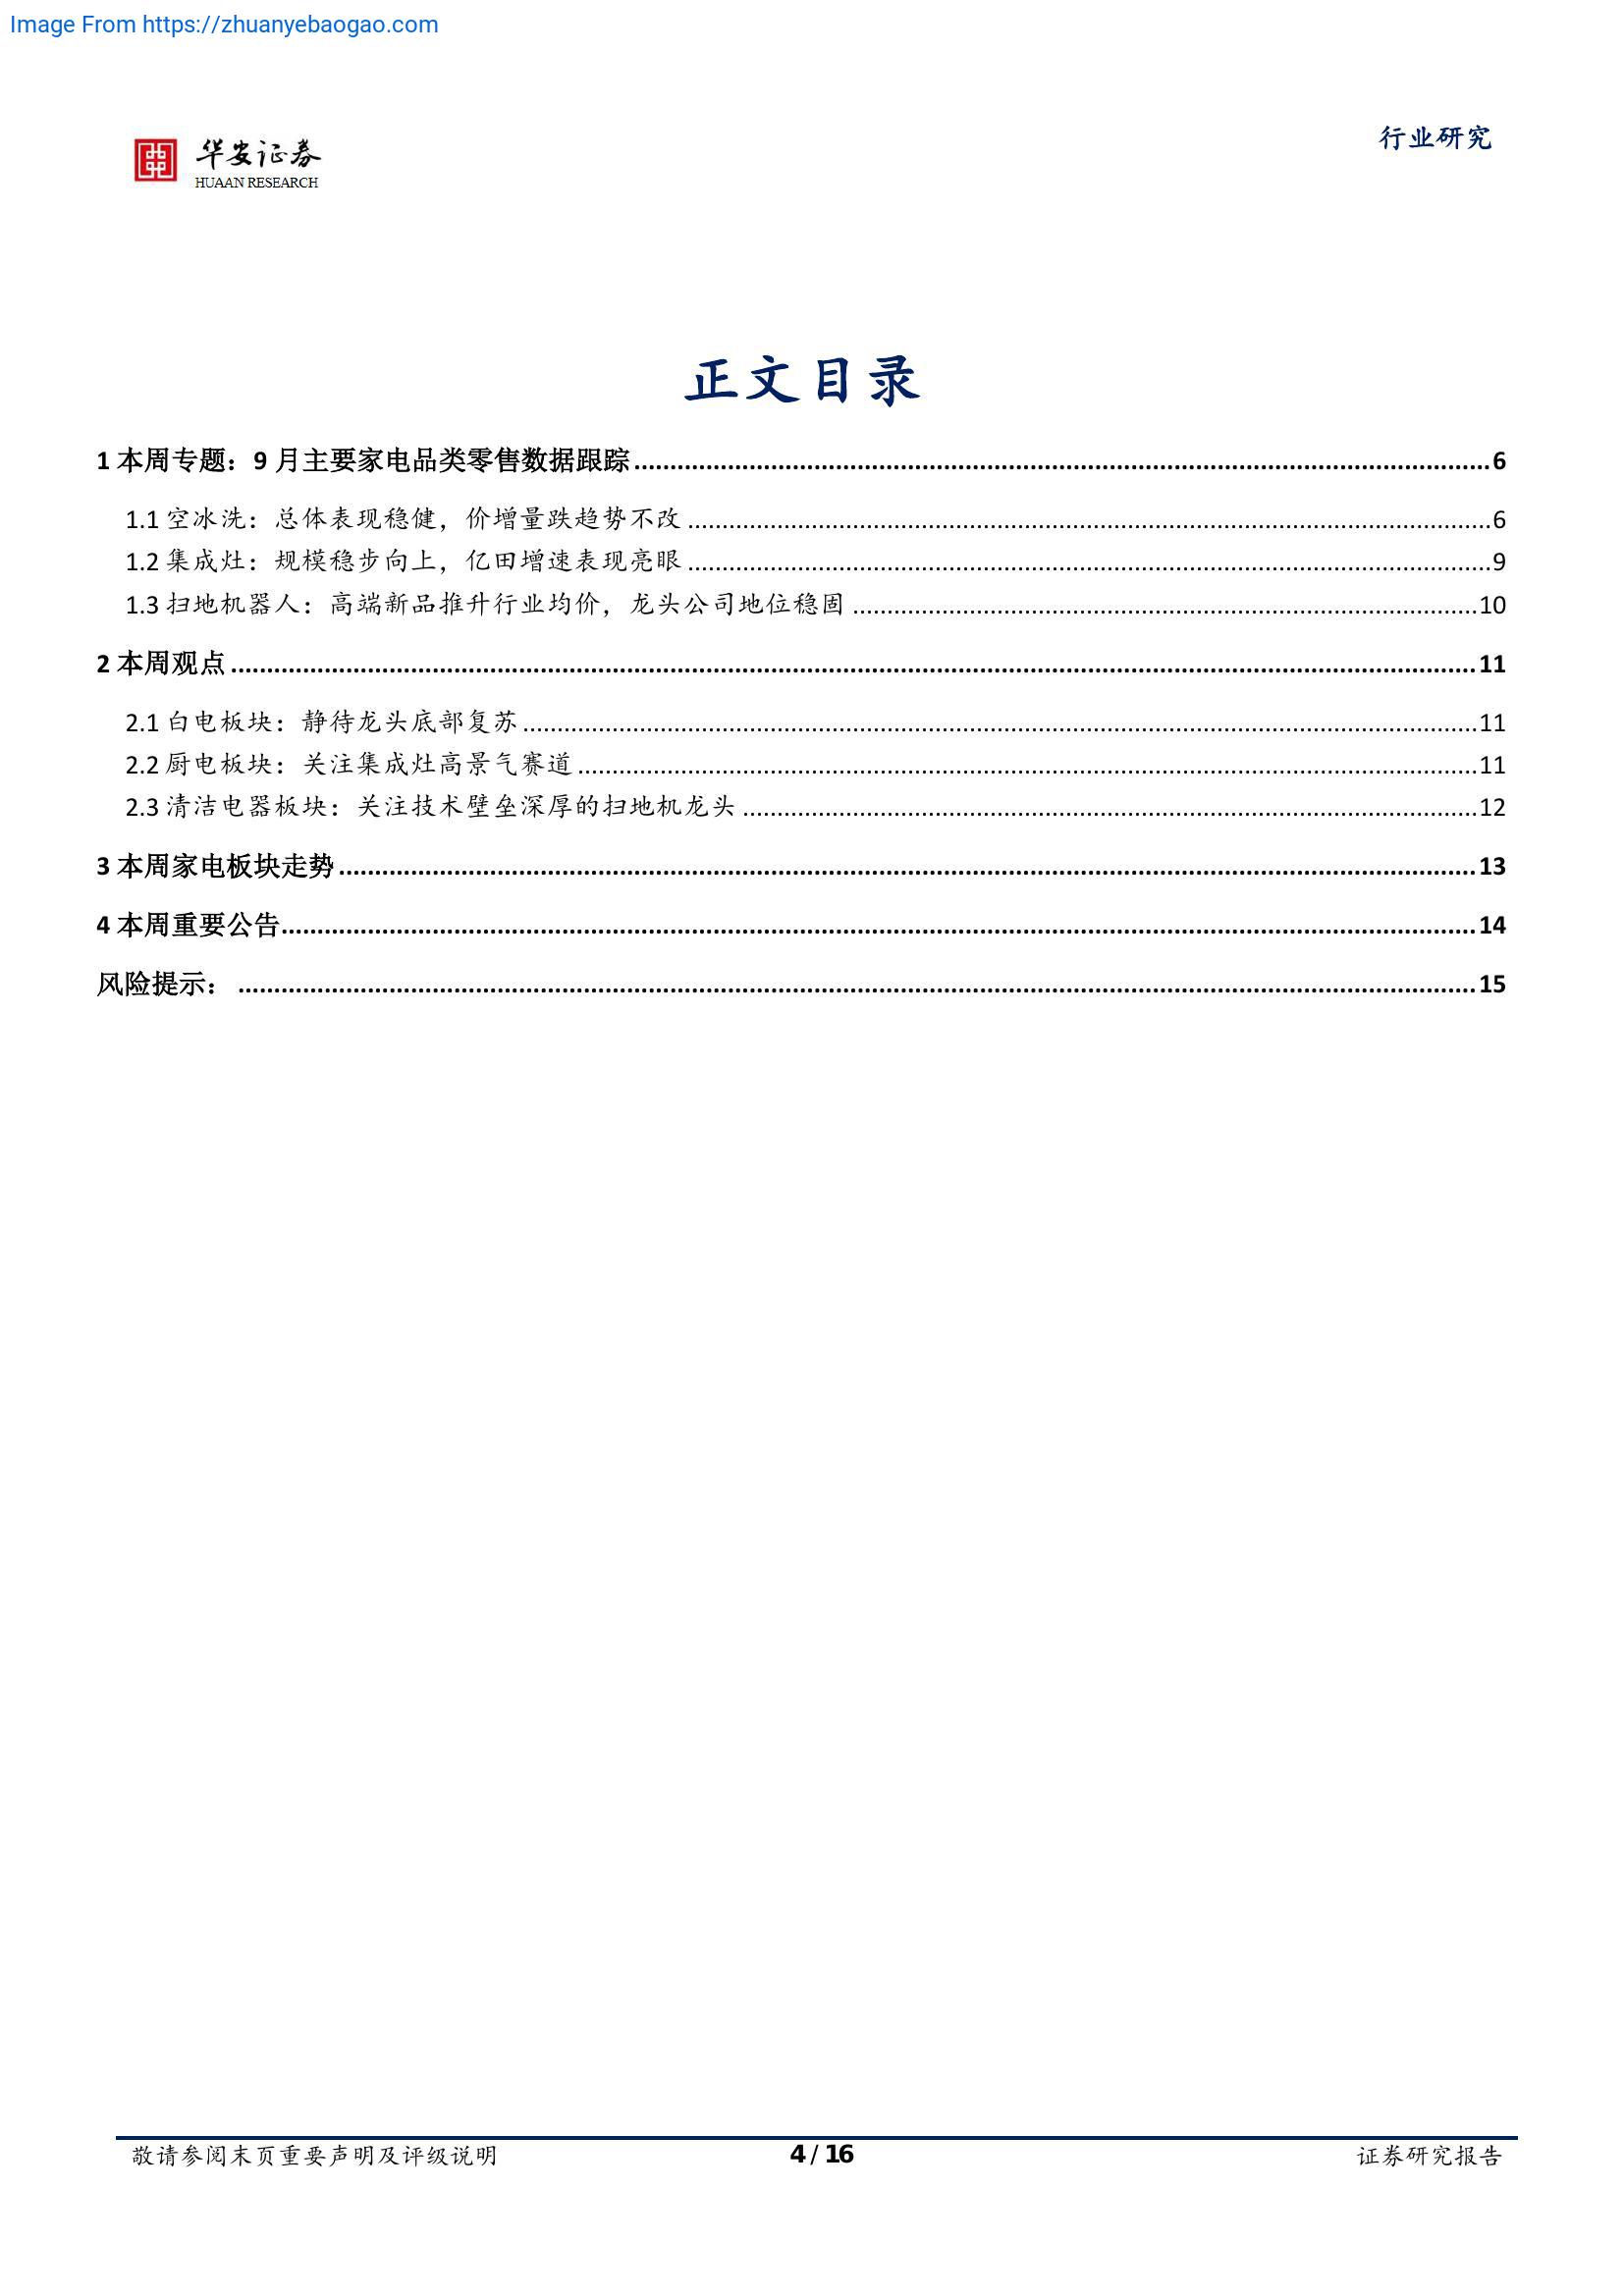 Image From https://zhuanyebaogao.com
华安证券
HUAAN RESEARCH
行业研究
正文目录
1 本周专题：9 月主要家电品类零售数据跟踪........................................6
1.1 空冰洗：总体表现稳健，价增量跌趋势不改........................................6
1.2 集成灶：规模稳步向上，亿田增速表现亮眼........................................9
1.3 扫地机器人：高端新品推升行业均价，龙头公司地位稳固........................................10
2 本周观点........................................11
2.1 白电板块：静待龙头底部复苏........................................11
2.2 厨电板块：关注集成灶高景气赛道........................................11
2.3 清洁电器板块：关注技术壁垒深厚的扫地机龙头........................................12
3 本周家电板块走势........................................13
4 本周重要公告........................................14
风险提示：........................................15
敬请参阅末页重要声明及评级说明
4 / 16
证券研究报告